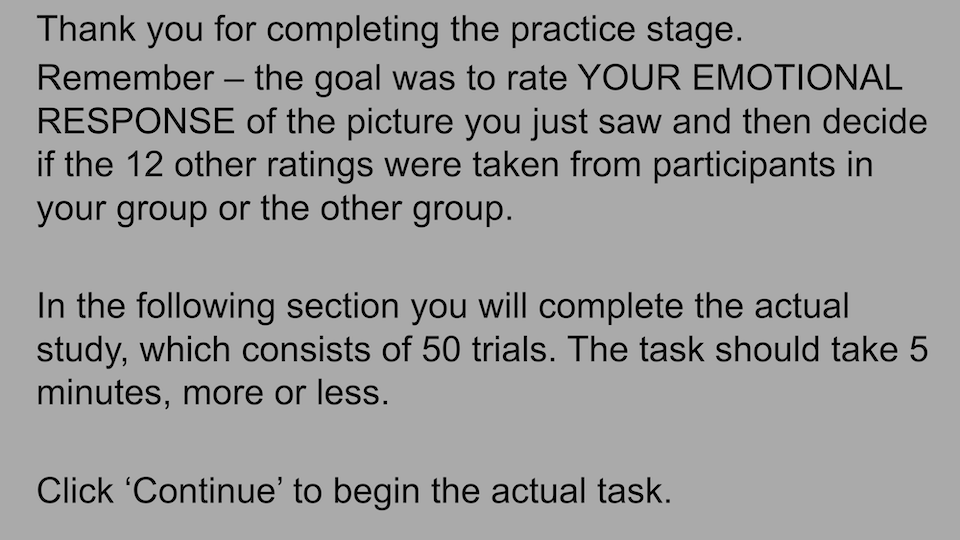 Thank you for completing the practice stage.
Remember – the goal was to rate YOUR EMOTIONAL
RESPONSE of the picture you just saw and then decide
if the 12 other ratings were taken from participants in
your group or the other group.
In the following section you will complete the actual
study, which consists of 50 trials. The task should take 5
minutes, more or less.
Click ‘Continue’ to begin the actual task.